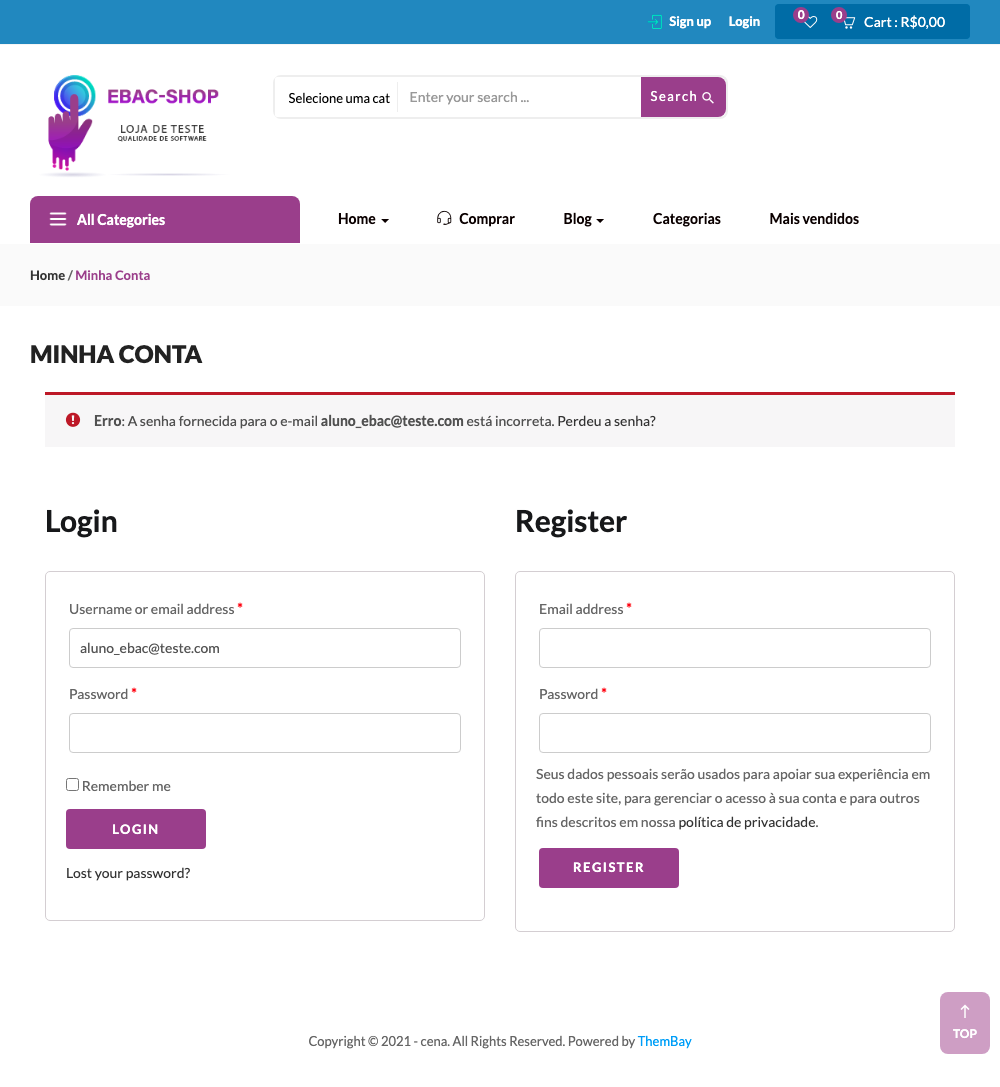 Sign up
Login
0
0
Cart : R$0,00
EBAC-SHOP
LOJA DE TESTE
QUALIDADE DE SOFTWARE
Selecione uma cat
Enter your search ...
Search
All Categories
Home
Comprar
Blog
Categorias
Mais vendidos
Home / Minha Conta
MINHA CONTA
Erro: A senha fornecida para o e-mail aluno_ebac@teste.com está incorreta. Perdeu a senha?
Login
Username or email address *
aluno_ebac@teste.com
Password *
Remember me
LOGIN
Lost your password?
Register
Email address *
Password *
Seus dados pessoais serão usados para apoiar sua experiência em
todo este site, para gerenciar o acesso à sua conta e para outros
fins descritos em nossa política de privacidade.
REGISTER
TOP
Copyright © 2021 - cena. All Rights Reserved. Powered by ThemBay